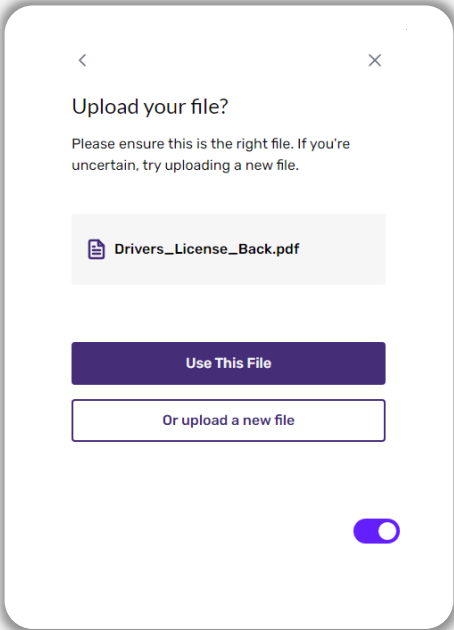 Upload your file?
Please ensure this is the right file. If you're
uncertain, try uploading a new file.
Drivers_License_Back.pdf
Use This File
Or upload a new file